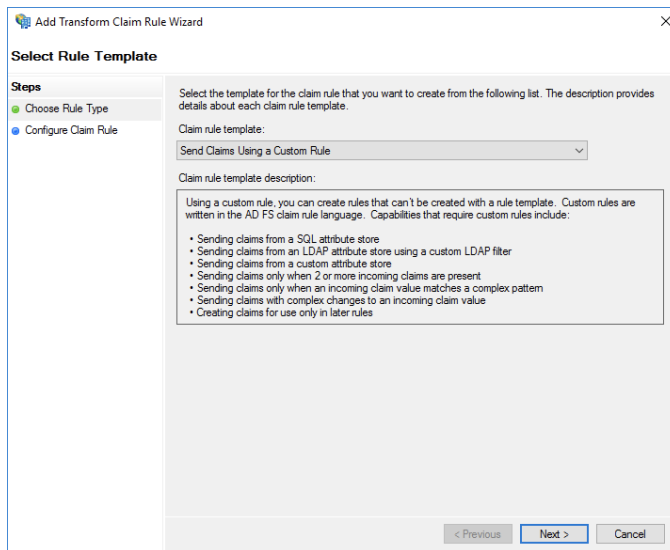 Add Transform Claim Rule Wizard
Select Rule Template
Steps
Choose Rule Type
Configure Claim Rule
Select the template for the claim rule that you want to create from the following list. The description provides
details about each claim rule template.
Claim rule template:
Send Claims Using a Custom Rule
Claim rule template description:
Using a custom rule, you can create rules that can't be created with a rule template. Custom rules are
written in the AD FS claim rule language. Capabilities that require custom rules include:
• Sending claims from a SQL attribute store
• Sending claims from an LDAP attribute store using a custom LDAP filter
• Sending claims from a custom attribute store
• Sending claims only when 2 or more incoming claims are present
• Sending claims only when an incoming claim value matches a complex pattern
• Sending claims with complex changes to an incoming claim value
• Creating claims for use only in later rules
< Previous
Next >
Cancel